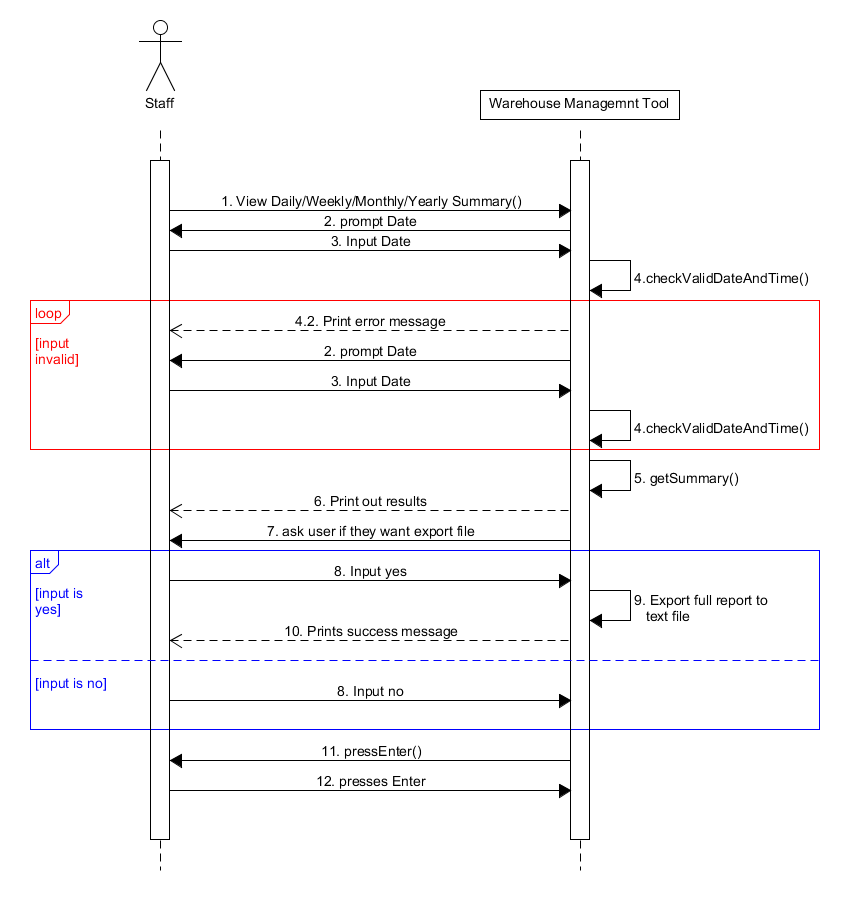 Staff
Warehouse Managemnt Tool
1. View Daily/Weekly/Monthly/Yearly Summary()
2. prompt Date
3. Input Date
4.checkValidDateAndTime()
loop
[input
invalid]
4.2. Print error message
2. prompt Date
3. Input Date
4.checkValidDateAndTime()
5. getSummary()
6. Print out results
7. ask user if they want export file
alt
[input is
yes]
8. Input yes
9. Export full report to
text file
10. Prints success message
[input is no]
8. Input no
11. pressEnter()
12. presses Enter